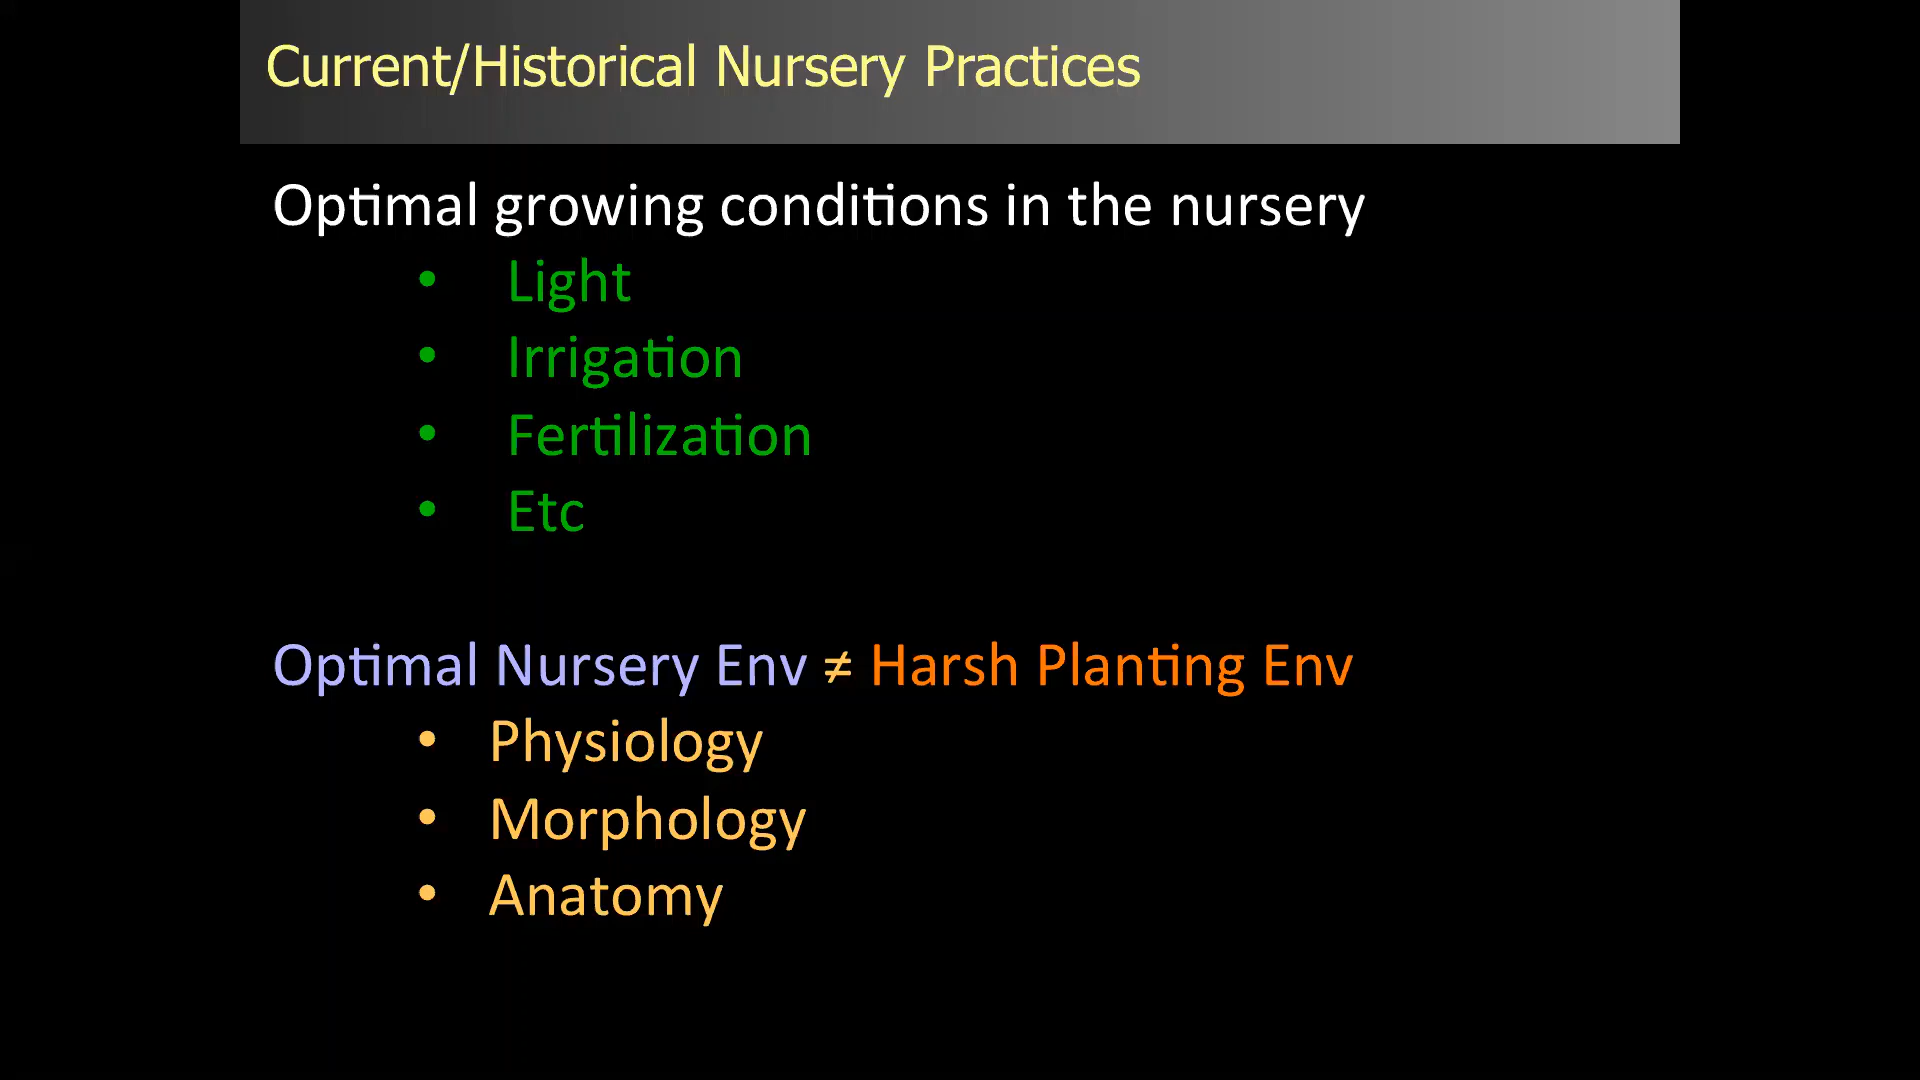 Current/Historical Nursery Practices
Optimal growing conditions in the nursery
• Light
• Irrigation
• Fertilization
• Etc
Optimal Nursery Env ≠ Harsh Planting Env
• Physiology
• Morphology
• Anatomy